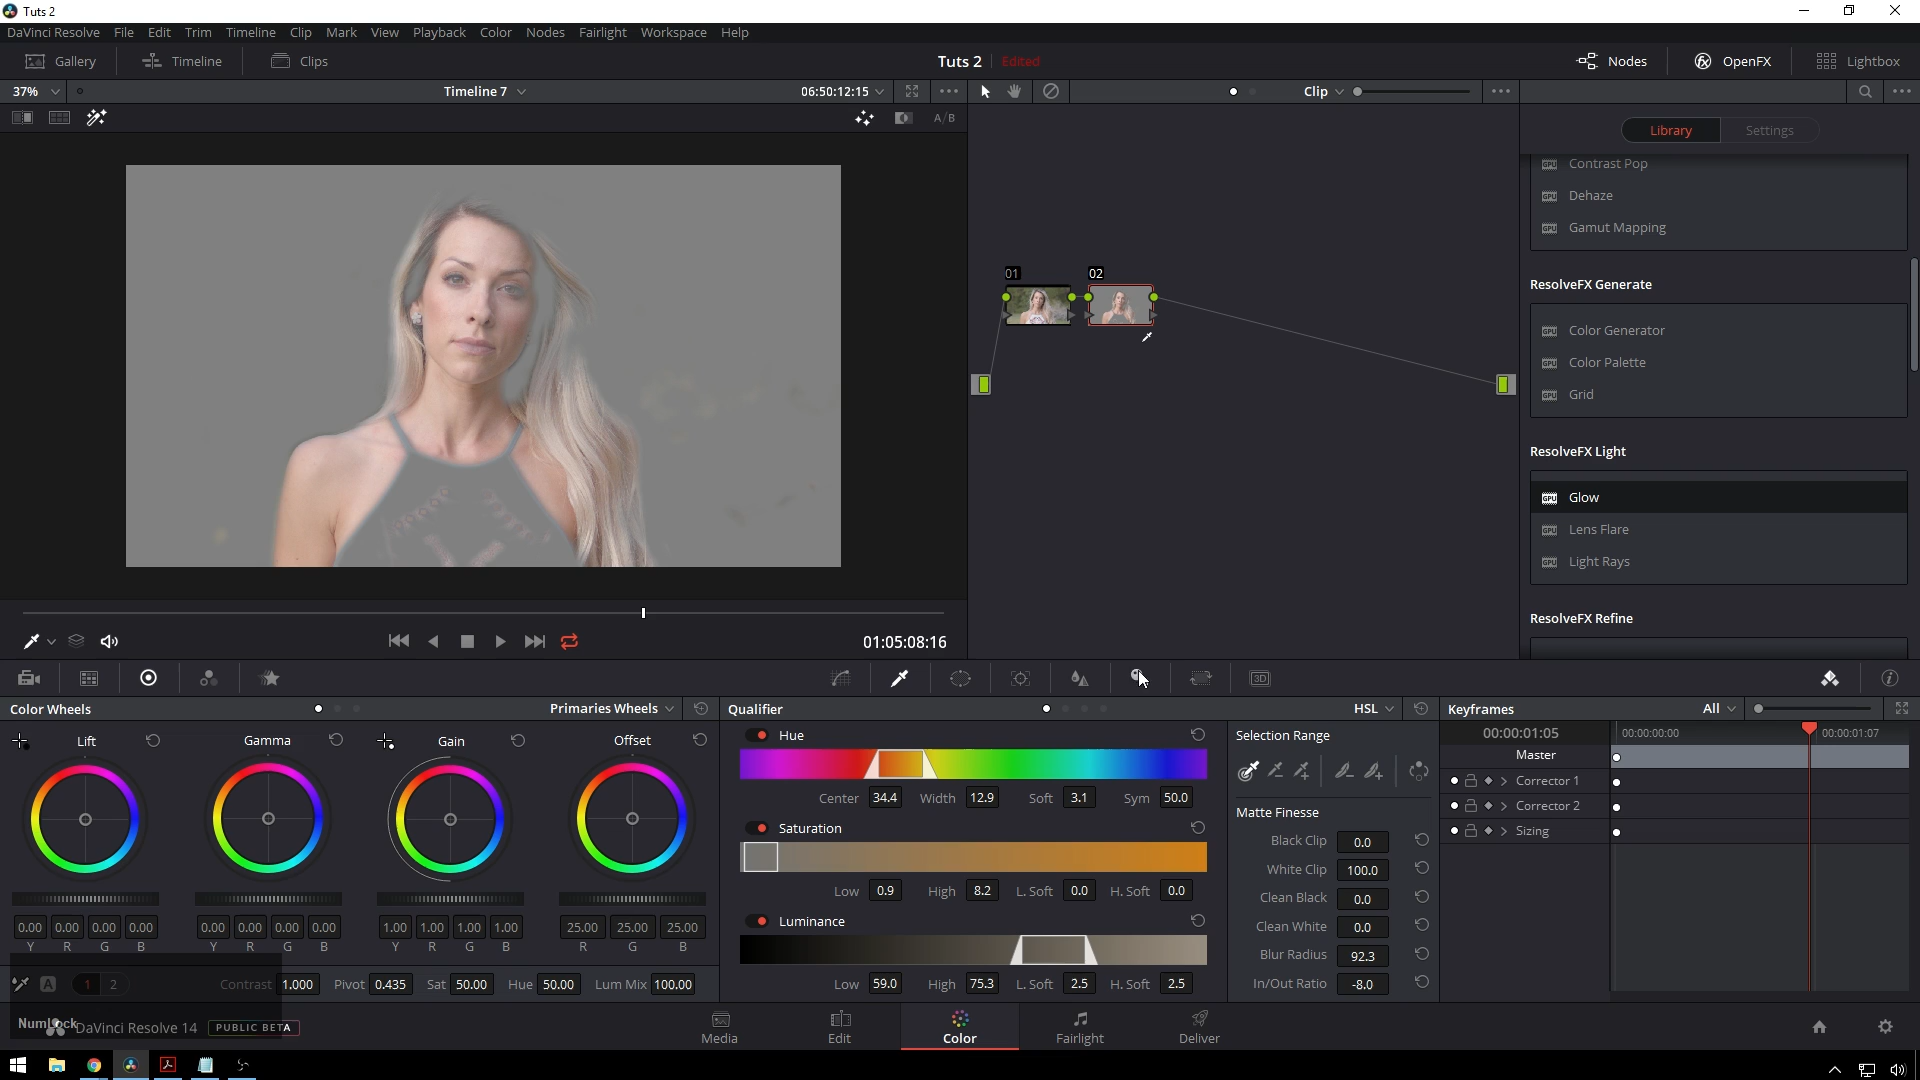 Tuts 2
DaVinci Resolve File Edit Trim Timeline Clip Mark View Playback Color Nodes Fairlight Workspace Help
Gallery Timeline Clips Tuts 2 Edited Nodes OpenFX Lightbox
37% Timeline 7 06:50:12:15 Clip
A/B
Library Settings
Contrast Pop
Dehaze
Gamut Mapping
01 02
ResolveFX Generate
Color Generator
Color Palette
Grid
ResolveFX Light
Glow
Lens Flare
Light Rays
ResolveFX Refine
01:05:08:16
3D
Color Wheels Primaries Wheels Qualifier HSL Keyframes All
Lift Gamma Gain Offset
0.00 0.00 0.00 0.00 0.00 0.00 0.00 0.00 1.00 1.00 1.00 1.00 25.00 25.00 25.00
Y R G B Y R G B Y R G B R G B
A 1 2 Contrast 1.000 Pivot 0.435 Sat 50.00 Hue 50.00 Lum Mix 100.00
Hue
Center 34.4 Width 12.9 Soft 3.1 Sym 50.0
Saturation
Low 0.9 High 8.2 L. Soft 0.0 H. Soft 0.0
Luminance
Low 59.0 High 75.3 L. Soft 2.5 H. Soft 2.5
Selection Range
Matte Finesse
Black Clip 0.0
White Clip 100.0
Clean Black 0.0
Clean White 0.0
Blur Radius 92.3
In/Out Ratio -8.0
00:00:01:05 00:00:00:00 00:00:01:07
Master
Corrector 1
Corrector 2
Sizing
NumLock
DaVinci Resolve 14 PUBLIC BETA
Media Edit Color Fairlight Deliver